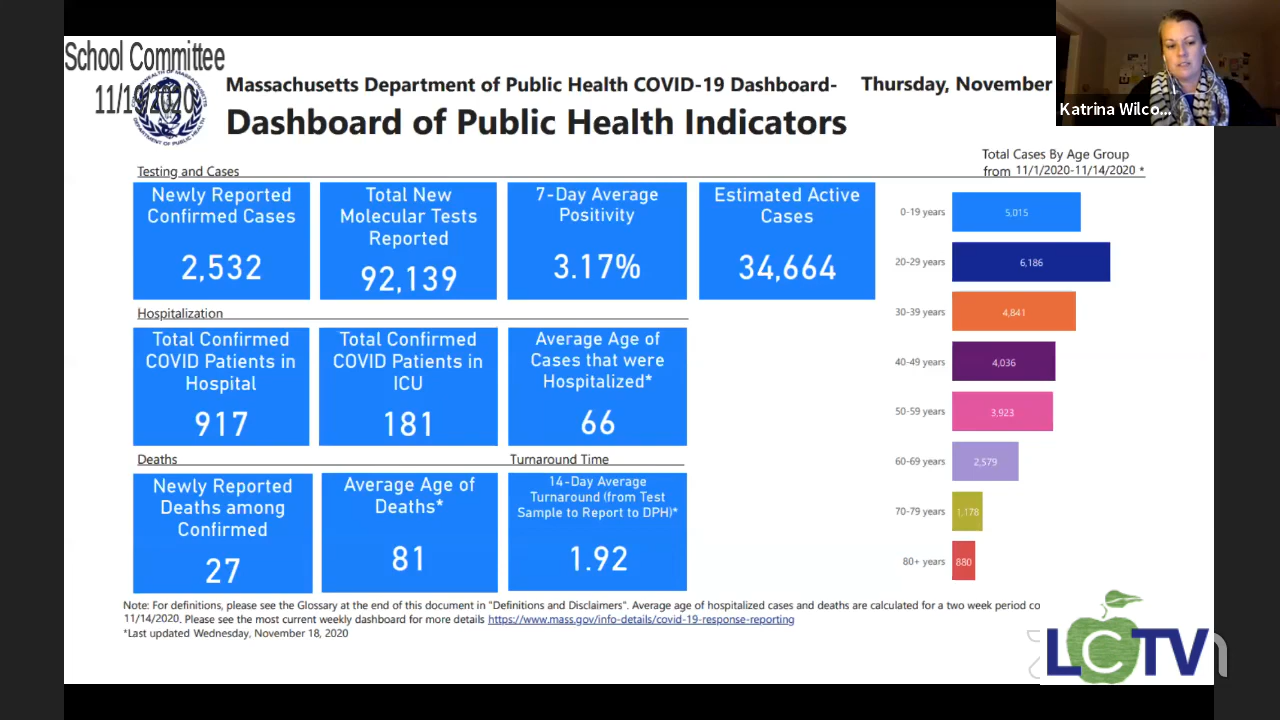 School Committee
11/19/2020
Massachusetts Department of Public Health COVID-19 Dashboard- Thursday, November
Dashboard of Public Health Indicators
Katrina Wilco...
Testing and Cases
Newly Reported
Confirmed Cases
2,532
Total New
Molecular Tests
Reported
92,139
7-Day Average
Positivity
3.17%
Estimated Active
Cases
34,664
Hospitalization
Total Confirmed
COVID Patients in
Hospital
917
Total Confirmed
COVID Patients in
ICU
181
Average Age of
Cases that were
Hospitalized*
66
Deaths
Newly Reported
Deaths among
Confirmed
27
Average Age of
Deaths*
81
Turnaround Time
14-Day Average
Turnaround (from Test
Sample to Report to DPH)*
1.92
Total Cases By Age Group
from 11/1/2020-11/14/2020 *
0-19 years 5,015
20-29 years 6,186
30-39 years 4,841
40-49 years 4,036
50-59 years 3,923
60-69 years 2,579
70-79 years 1,178
80+ years 880
Note: For definitions, please see the Glossary at the end of this document in "Definitions and Disclaimers". Average age of hospitalized cases and deaths are calculated for a two week period co
11/14/2020. Please see the most current weekly dashboard for more details https://www.mass.gov/info-details/covid-19-response-reporting
*Last updated Wednesday, November 18, 2020
LCTV